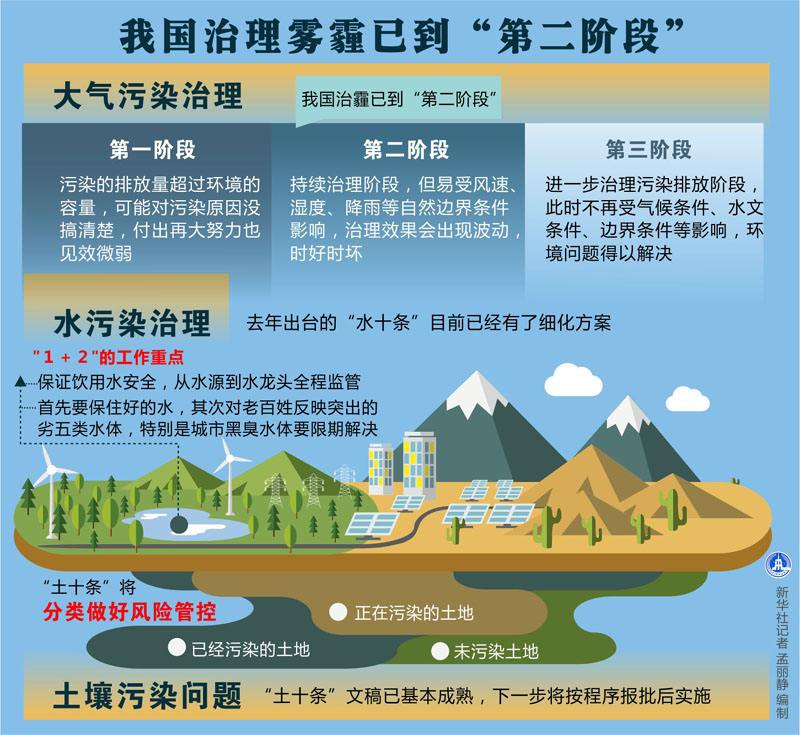 我国治理雾霾已到“第二阶段”
大气污染治理
我国治霾已到“第二阶段”
第一阶段
污染的排放量超过环境的
容量，可能对污染原因没
搞清楚，付出再大努力也
见效微弱
第二阶段
持续治理阶段，但易受风速、
湿度、降雨等自然边界条件
影响，治理效果会出现波动，
时好时坏
第三阶段
进一步治理污染排放阶段，
此时不再受气候条件、水文
条件、边界条件等影响，环
境问题得以解决
水污染治理
去年出台的“水十条”目前已经有了细化方案
"1＋2"的工作重点
保证饮用水安全，从水源到水龙头全程监管
首先要保住好的水，其次对老百姓反映突出的
劣五类水体，特别是城市黑臭水体要限期解决
“土十条”将
分类做好风险管控
正在污染的土地
已经污染的土地
未污染土地
土壤污染问题
“土十条”文稿已基本成熟，下一步将按程序报批后实施
新华社记者 孟丽静 编制